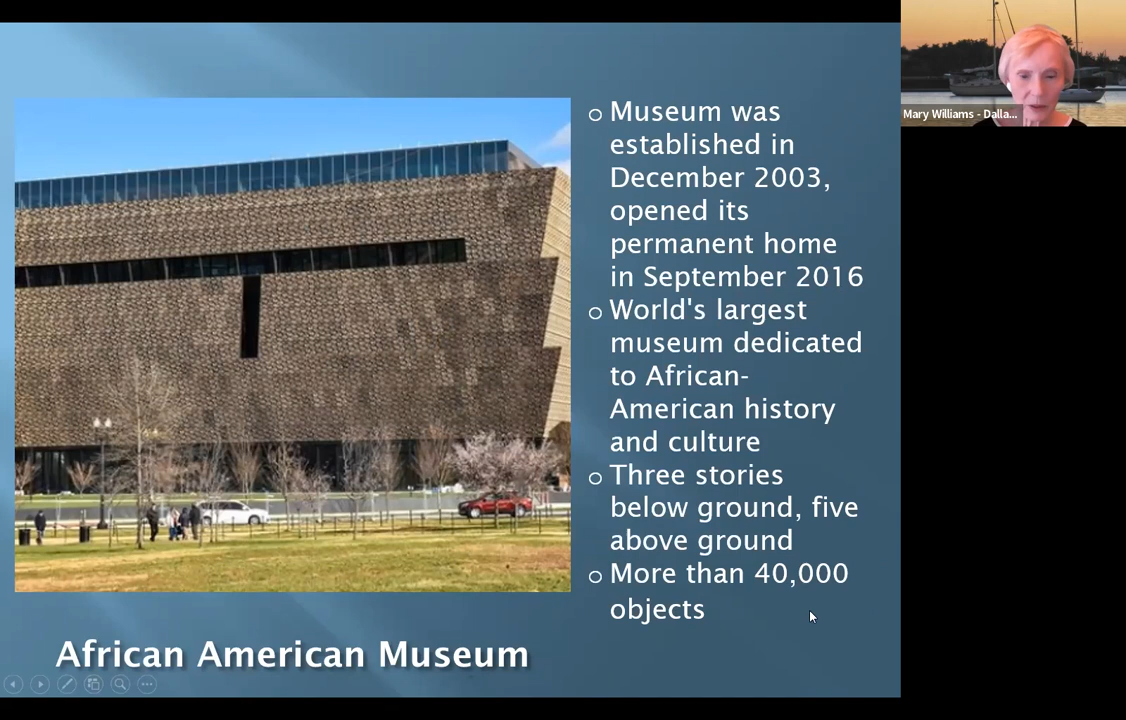 Museum was
established in
December 2003,
opened its
permanent home
in September 2016
World's largest
museum dedicated
to African-
American history
and culture
Three stories
below ground, five
above ground
More than 40,000
objects
African American Museum
Mary Williams - Dalla...